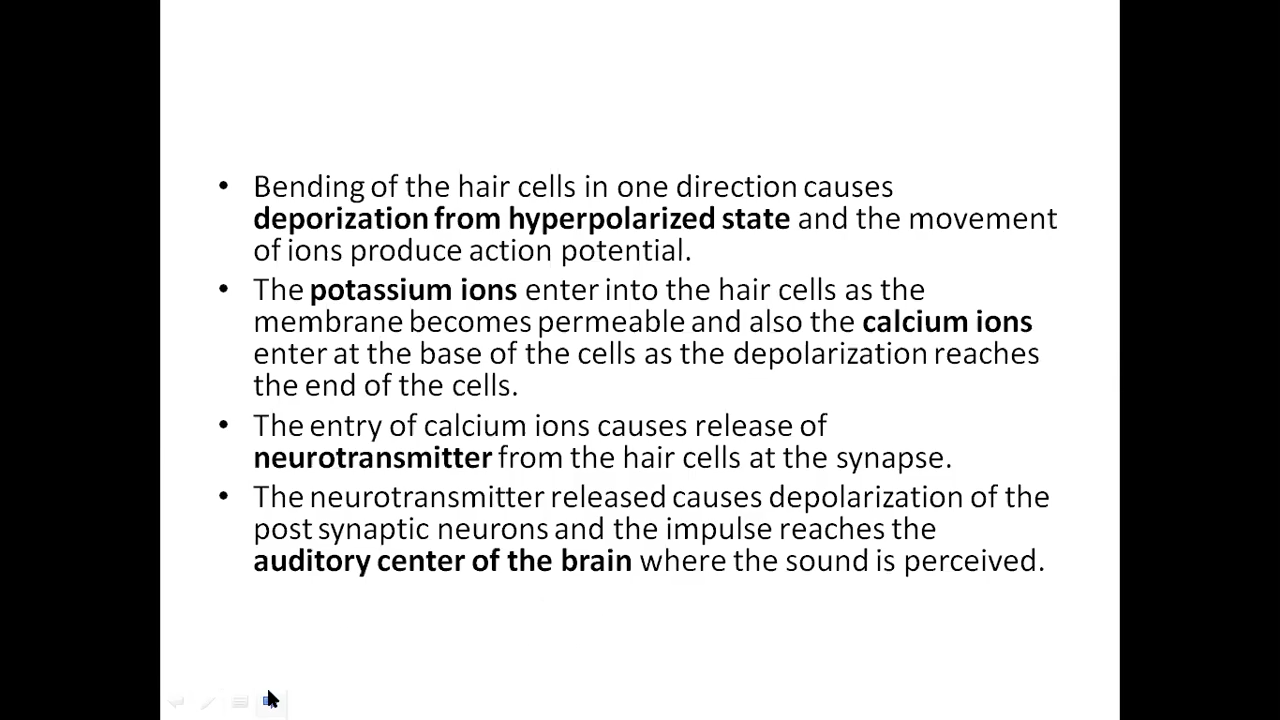 • Bending of the hair cells in one direction causes
deporization from hyperpolarized state and the movement
of ions produce action potential.
• The potassium ions enter into the hair cells as the
membrane becomes permeable and also the calcium ions
enter at the base of the cells as the depolarization reaches
the end of the cells.
• The entry of calcium ions causes release of
neurotransmitter from the hair cells at the synapse.
• The neurotransmitter released causes depolarization of the
post synaptic neurons and the impulse reaches the
auditory center of the brain where the sound is perceived.